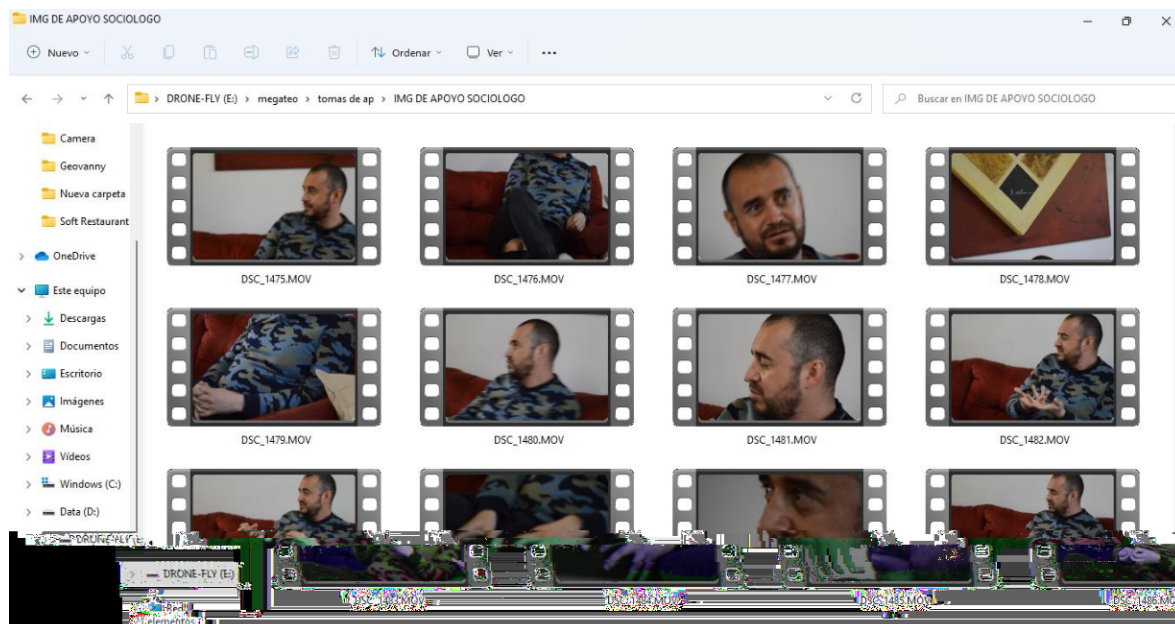 IMG DE APOYO SOCIOLOGO
Nuevo
Ordenar
Ver
DRONE-FLY (E:) > megateo > tomas de ap > IMG DE APOYO SOCIOLOGO
Buscar en IMG DE APOYO SOCIOLOGO
Camera
Geovanny
Nueva carpeta
Soft Restaurant
OneDrive
Este equipo
Descargas
Documentos
Escritorio
Imágenes
Música
Vídeos
Windows (C:)
Data (D:)
DRONE-FLY (E:)
Red
elementos
DSC_1475.MOV
DSC_1476.MOV
DSC_1477.MOV
DSC_1478.MOV
DSC_1479.MOV
DSC_1480.MOV
DSC_1481.MOV
DSC_1482.MOV